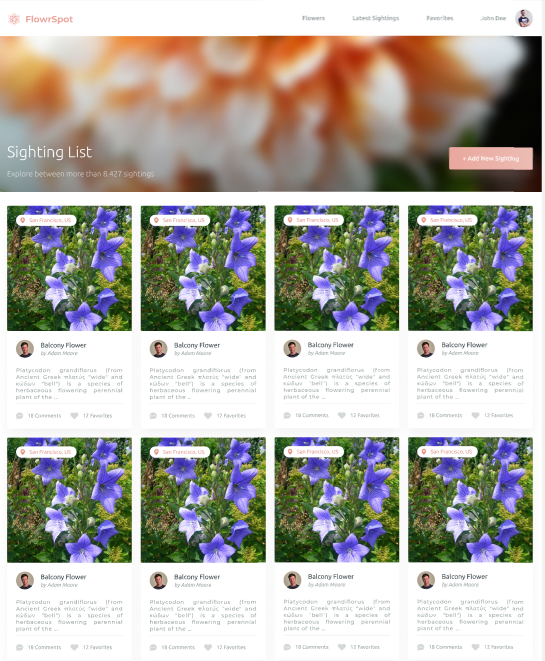 FlowrSpot
Flowers Latest Sightings Favorites John Doe
Sighting List
Explore between more than 8.427 sightings
+ Add New Sighting
San Francisco, US San Francisco, US San Francisco, US San Francisco, US
Balcony Flower Balcony Flower Balcony Flower Balcony Flower
by Adam Moore by Adam Moore by Adam Moore by Adam Moore
Platycodon grandiflorus (from Platycodon grandiflorus (from Platycodon grandiflorus (from Platycodon grandiflorus (from
Ancient Greek πλατύς "wide" and Ancient Greek πλατύς "wide" and Ancient Greek πλατύς "wide" and Ancient Greek πλατύς "wide" and
κώδων "bell") is a species of κώδων "bell") is a species of κώδων "bell") is a species of κώδων "bell") is a species of
herbaceous flowering perennial herbaceous flowering perennial herbaceous flowering perennial herbaceous flowering perennial
plant of the ... plant of the ... plant of the ... plant of the ...
18 Comments 12 Favorites 18 Comments 12 Favorites 18 Comments 12 Favorites 18 Comments 12 Favorites
San Francisco, US San Francisco, US San Francisco, US San Francisco, US
Balcony Flower Balcony Flower Balcony Flower Balcony Flower
by Adam Moore by Adam Moore by Adam Moore by Adam Moore
Platycodon grandiflorus (from Platycodon grandiflorus (from Platycodon grandiflorus (from Platycodon grandiflorus (from
Ancient Greek πλατύς "wide" and Ancient Greek πλατύς "wide" and Ancient Greek πλατύς "wide" and Ancient Greek πλατύς "wide" and
κώδων "bell") is a species of κώδων "bell") is a species of κώδων "bell") is a species of κώδων "bell") is a species of
herbaceous flowering perennial herbaceous flowering perennial herbaceous flowering perennial herbaceous flowering perennial
plant of the ... plant of the ... plant of the ... plant of the ...
18 Comments 12 Favorites 18 Comments 12 Favorites 18 Comments 12 Favorites 18 Comments 12 Favorites